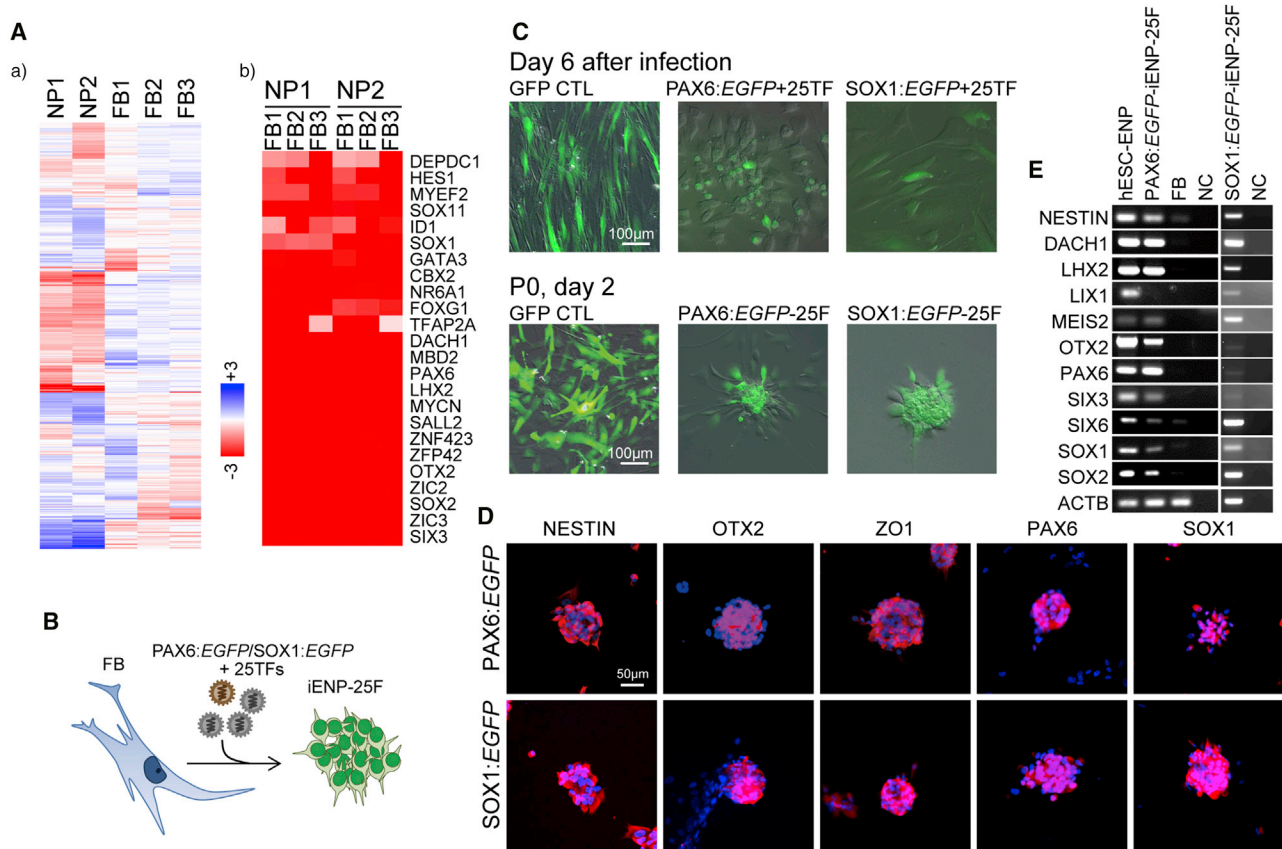 A
a)
NP1 NP2 FB1 FB2 FB3
+3
-3
b)
NP1 NP2
FB1 FB2 FB3 FB1 FB2 FB3
DEPDC1
HES1
MYEF2
SOX11
ID1
SOX1
GATA3
CBX2
NR6A1
FOXG1
TFAP2A
DACH1
MBD2
PAX6
LHX2
MYCN
SALL2
ZNF423
ZFP42
OTX2
ZIC2
SOX2
ZIC3
SIX3
B
FB
PAX6:EGFP/SOX1:EGFP
+ 25TFs
iENP-25F
C
Day 6 after infection
GFP CTL PAX6:EGFP+25TF SOX1:EGFP+25TF
100µm
P0, day 2
GFP CTL PAX6:EGFP-25F SOX1:EGFP-25F
100µm
D
NESTIN OTX2 ZO1 PAX6 SOX1
PAX6:EGFP
50µm
SOX1:EGFP
E
hESC-ENP
PAX6:EGFP-iENP-25F
FB
NC
SOX1:EGFP-iENP-25F
NC
NESTIN
DACH1
LHX2
LIX1
MEIS2
OTX2
PAX6
SIX3
SIX6
SOX1
SOX2
ACTB